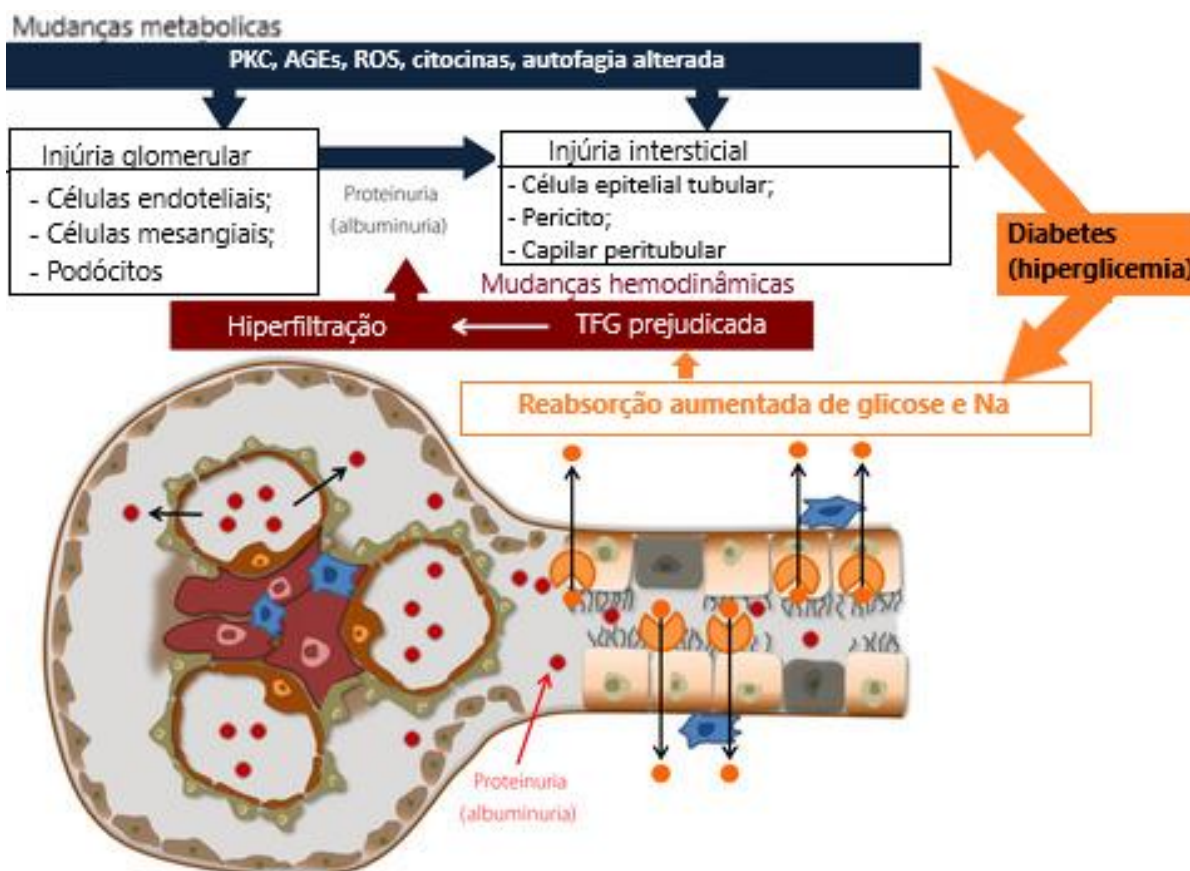 Mudanças metabolicas
PKC, AGEs, ROS, citocinas, autofagia alterada
Injúria glomerular
- Células endoteliais;
- Células mesangiais;
- Podócitos
Proteinuria
(albuminuria)
Injúria intersticial
- Célula epitelial tubular;
- Pericito;
- Capilar peritubular
Diabetes
(hiperglicemia)
Mudanças hemodinâmicas
Hiperfiltração
TFG prejudicada
Reabsorção aumentada de glicose e Na
Proteinuria
(albuminuria)